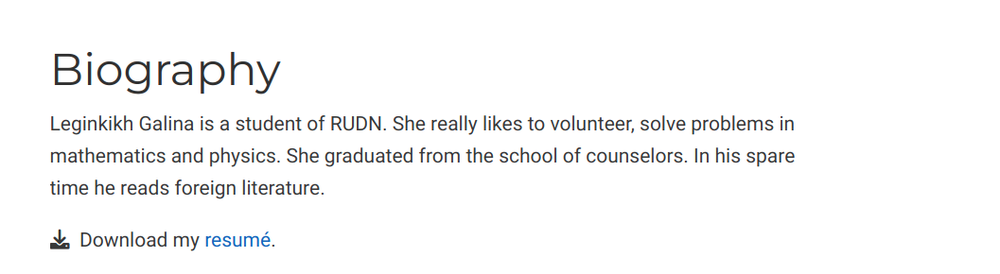 Biography
Leginkikh Galina is a student of RUDN. She really likes to volunteer, solve problems in
mathematics and physics. She graduated from the school of counselors. In his spare
time he reads foreign literature.
Download my resumé.